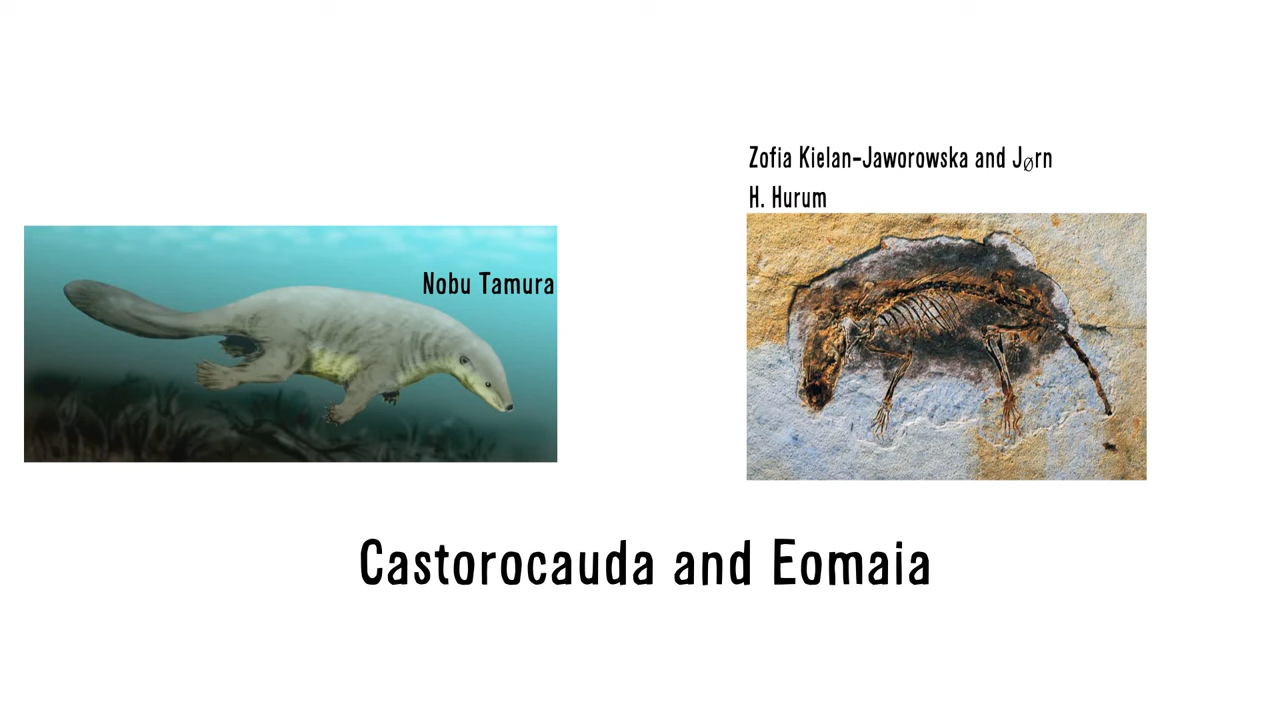 Zofia Kielan-Jaworowska and Jørn
H. Hurum
Nobu Tamura
Castorocauda and Eomaia